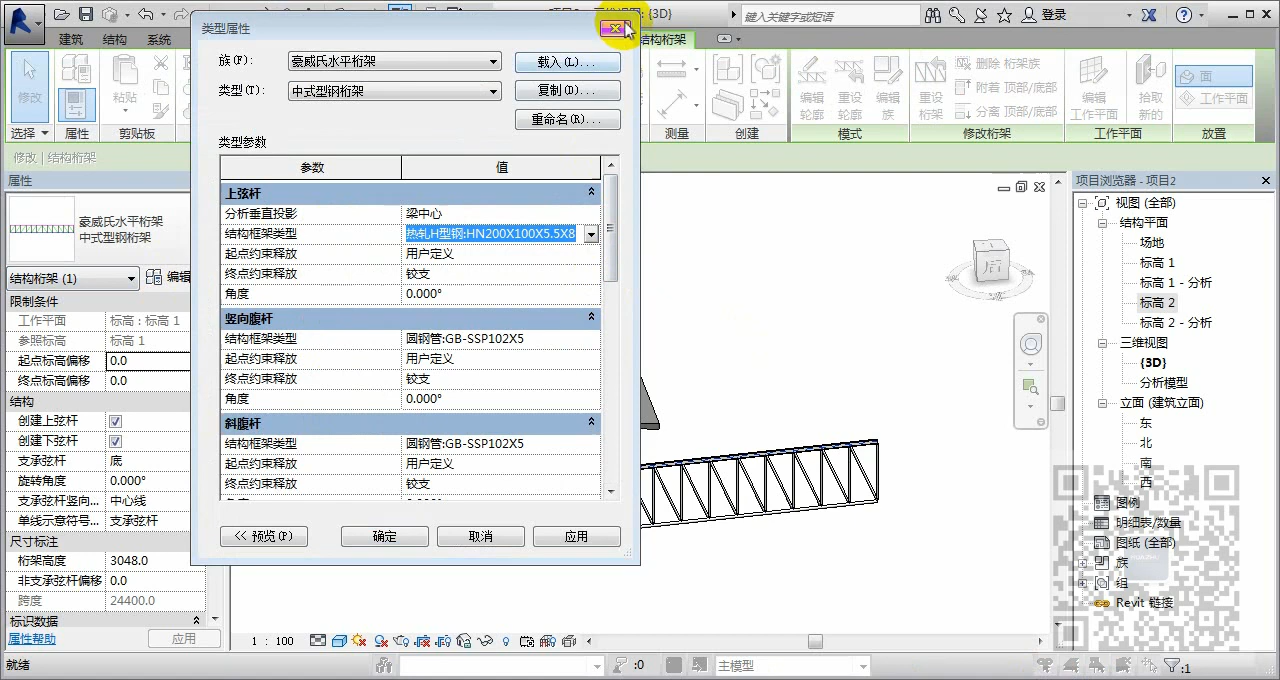 项目2 - 三维视图: {3D}
键入关键字或短语
登录
建筑
结构
系统
结构桁架
修改
选择
属性
粘贴
剪贴板
测量
创建
编辑
轮廓
重设
轮廓
编辑
族
模式
重设
桁架
删除 桁架族
附着 顶部/底部
分离 顶部/底部
修改桁架
编辑
工作平面
拾取
新的
工作平面
面
工作平面
放置
修改 | 结构桁架
属性
豪威氏水平桁架
中式型钢桁架
结构桁架 (1)
编辑
限制条件
工作平面 标高 : 标高 1
参照标高 标高 1
起点标高偏移 0.0
终点标高偏移 0.0
结构
创建上弦杆
创建下弦杆
支承弦杆 底
旋转角度 0.000°
支承弦杆竖向... 中心线
单线示意符号... 支承弦杆
尺寸标注
桁架高度 3048.0
非支承弦杆偏移 0.0
跨度 24400.0
标识数据
属性帮助
应用
类型属性
族(F):
豪威氏水平桁架
载入(L)...
类型(T):
中式型钢桁架
复制(D)...
重命名(R)...
类型参数
参数 值
上弦杆
分析垂直投影 梁中心
结构框架类型 热轧H型钢:HN200X100X5.5X8
起点约束释放 用户定义
终点约束释放 铰支
角度 0.000°
竖向腹杆
结构框架类型 圆钢管:GB-SSP102X5
起点约束释放 用户定义
终点约束释放 铰支
角度 0.000°
斜腹杆
结构框架类型 圆钢管:GB-SSP102X5
起点约束释放 用户定义
终点约束释放 铰支
<< 预览(P)
确定
取消
应用
后
项目浏览器 - 项目2
视图 (全部)
结构平面
场地
标高 1
标高 1 - 分析
标高 2
标高 2 - 分析
三维视图
{3D}
分析模型
立面 (建筑立面)
东
北
南
西
图例
明细表/数量
图纸 (全部)
族
组
Revit 链接
1 : 100
就绪
:0
主模型
:1